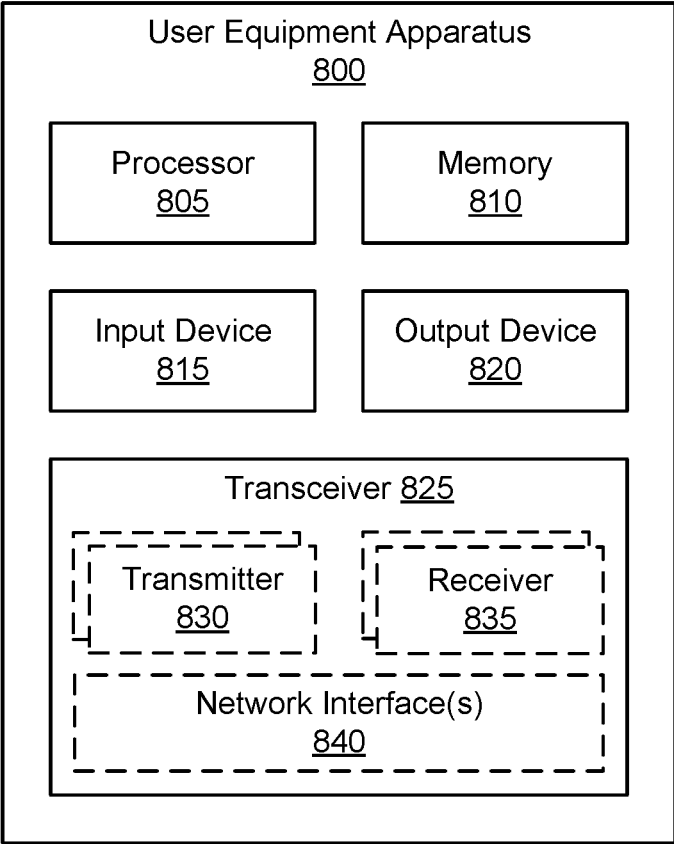 User Equipment Apparatus
800
Processor
805
Memory
810
Input Device
815
Output Device
820
Transceiver 825
Transmitter
830
Receiver
835
Network Interface(s)
840